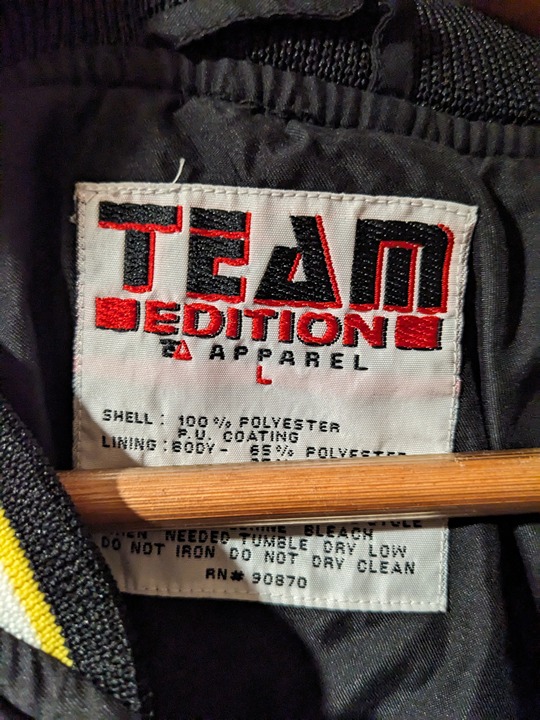 TEAM
EDITION
APPAREL
L
SHELL: 100% POLYESTER
P.U. COATING
LINING: BODY- 65% POLYESTER
WHEN NEEDED TUMBLE DRY LOW
DO NOT IRON DO NOT DRY CLEAN
RN# 90870